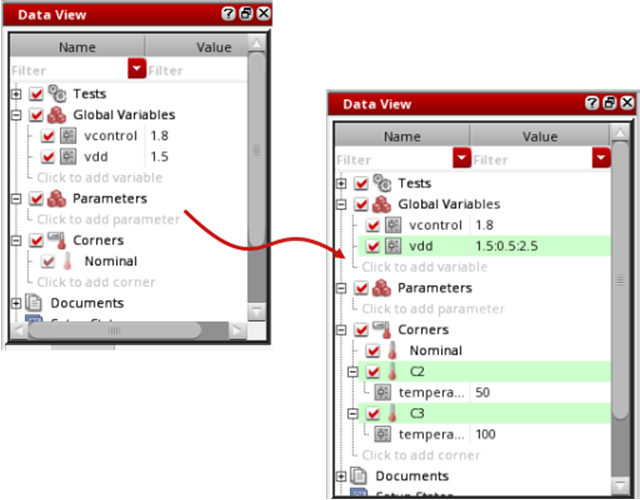 Data View
Name Value
Filter Filter
Tests
Global Variables
vcontrol 1.8
vdd 1.5
Click to add variable
Parameters
Click to add parameter
Corners
Nominal
Click to add corner
Documents
Data View
Name Value
Filter Filter
Tests
Global Variables
vcontrol 1.8
vdd 1.5:0.5:2.5
Click to add variable
Parameters
Click to add parameter
Corners
Nominal
C2
tempera... 50
C3
tempera... 100
Click to add corner
Documents